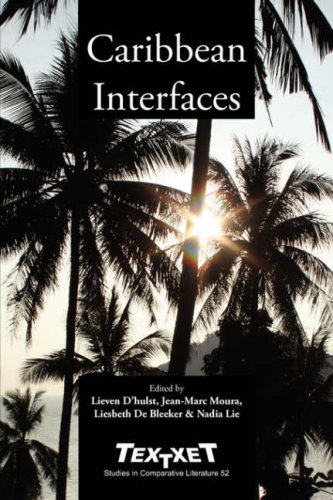 Caribbean
Interfaces
Edited by
Lieven D'hulst, Jean-Marc Moura,
Liesbeth De Bleeker & Nadia Lie
TEXTXET
Studies in Comparative Literature 52